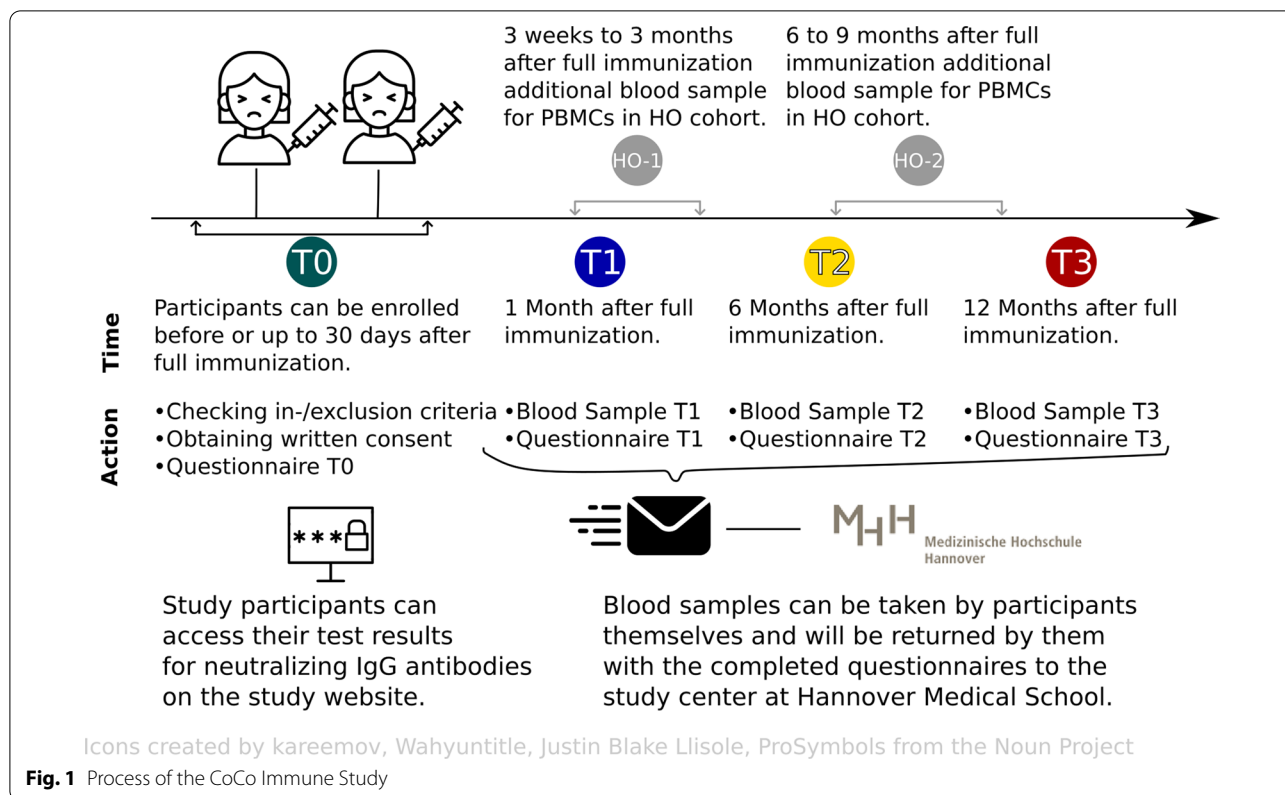 3 weeks to 3 months
after full immunization
additional blood sample
for PBMCs in HO cohort.
6 to 9 months after full
immunization additional
blood sample for PBMCs
in HO cohort.
HO-1
HO-2
T0
T1
T2
T3
Time
Participants can be enrolled
before or up to 30 days after
full immunization.
1 Month after full
immunization.
6 Months after full
immunization.
12 Months after full
immunization.
Action
•Checking in-/exclusion criteria
•Obtaining written consent
•Questionnaire T0
•Blood Sample T1
•Questionnaire T1
•Blood Sample T2
•Questionnaire T2
•Blood Sample T3
•Questionnaire T3
***
MHH
Medizinische Hochschule
Hannover
Study participants can
access their test results
for neutralizing IgG antibodies
on the study website.
Blood samples can be taken by participants
themselves and will be returned by them
with the completed questionnaires to the
study center at Hannover Medical School.
Icons created by kareemov, Wahyuntitle, Justin Blake Llisole, ProSymbols from the Noun Project
Fig. 1 Process of the CoCo Immune Study